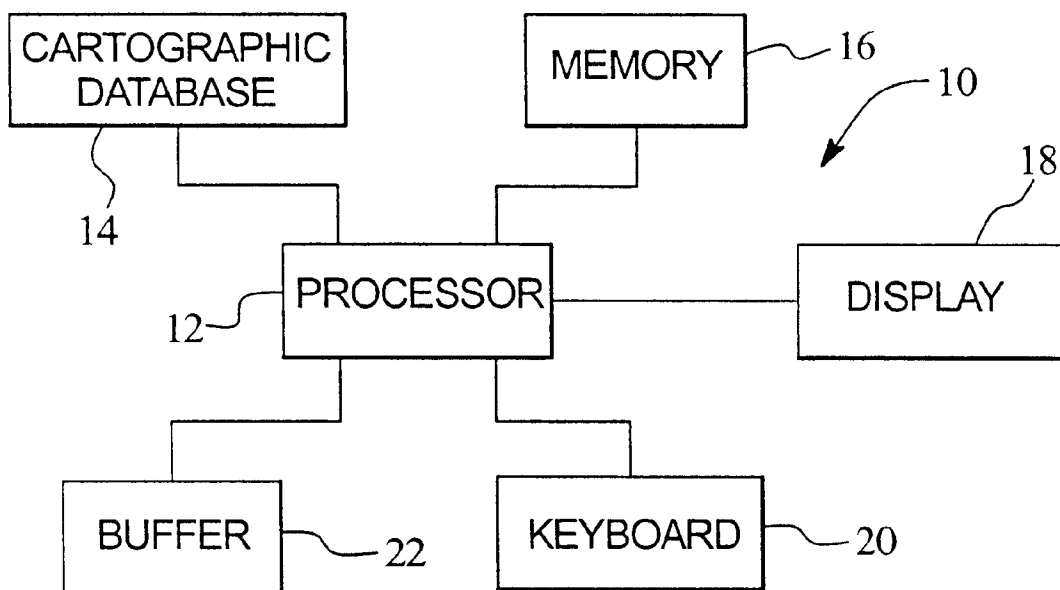 CARTOGRAPHIC
DATABASE
MEMORY
16
10
14
18
PROCESSOR
12
DISPLAY
BUFFER
22
KEYBOARD
20